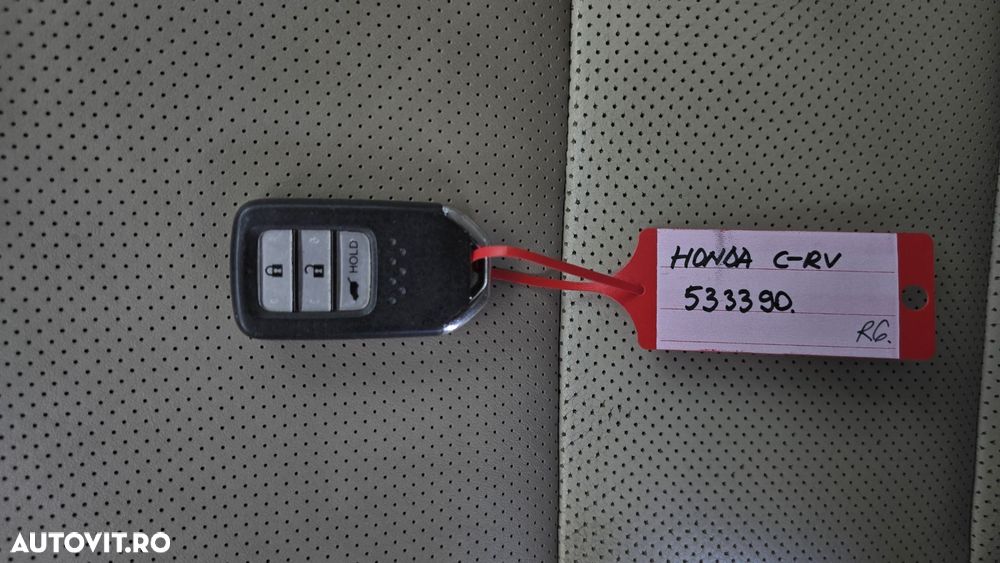 HOLD
HONDA C-RV
533390.
RG.
AUTOVIT.RO